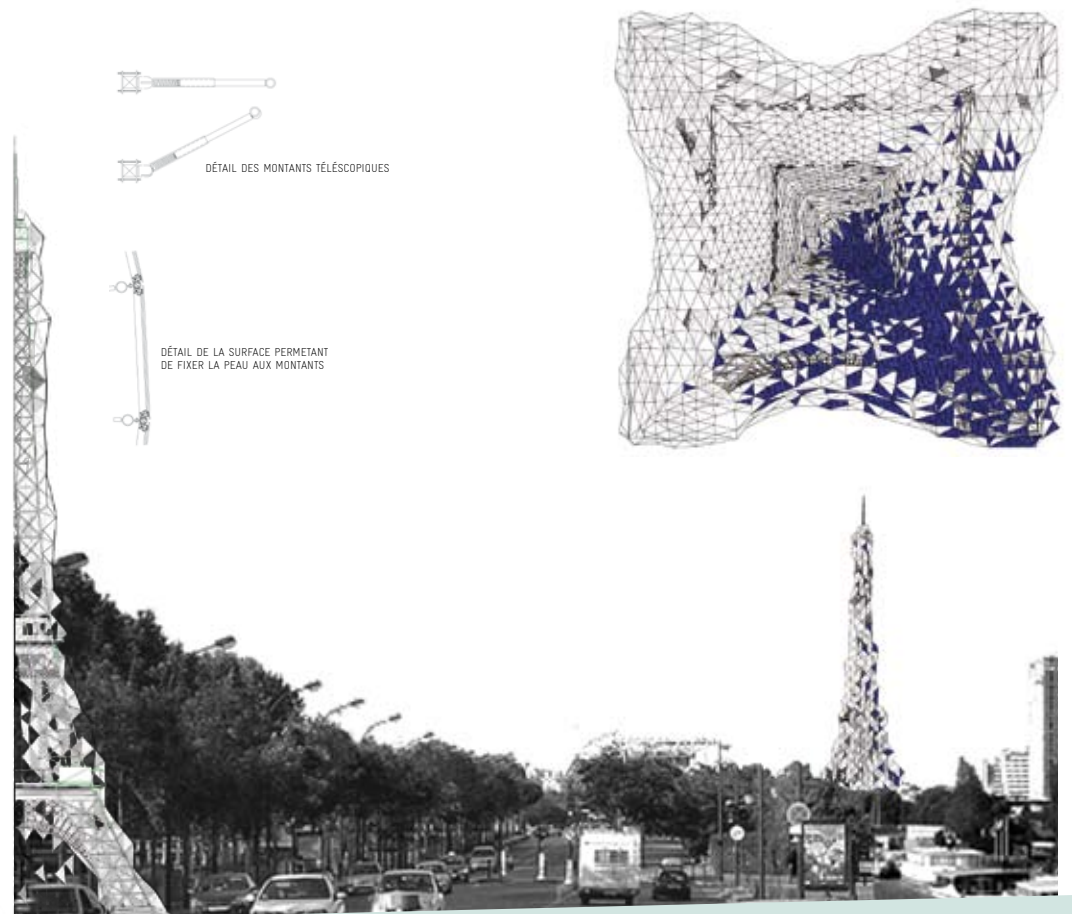 DÉTAIL DES MONTANTS TÉLÉSCOPIQUES
DÉTAIL DE LA SURFACE PERMETANT
DE FIXER LA PEAU AUX MONTANTS